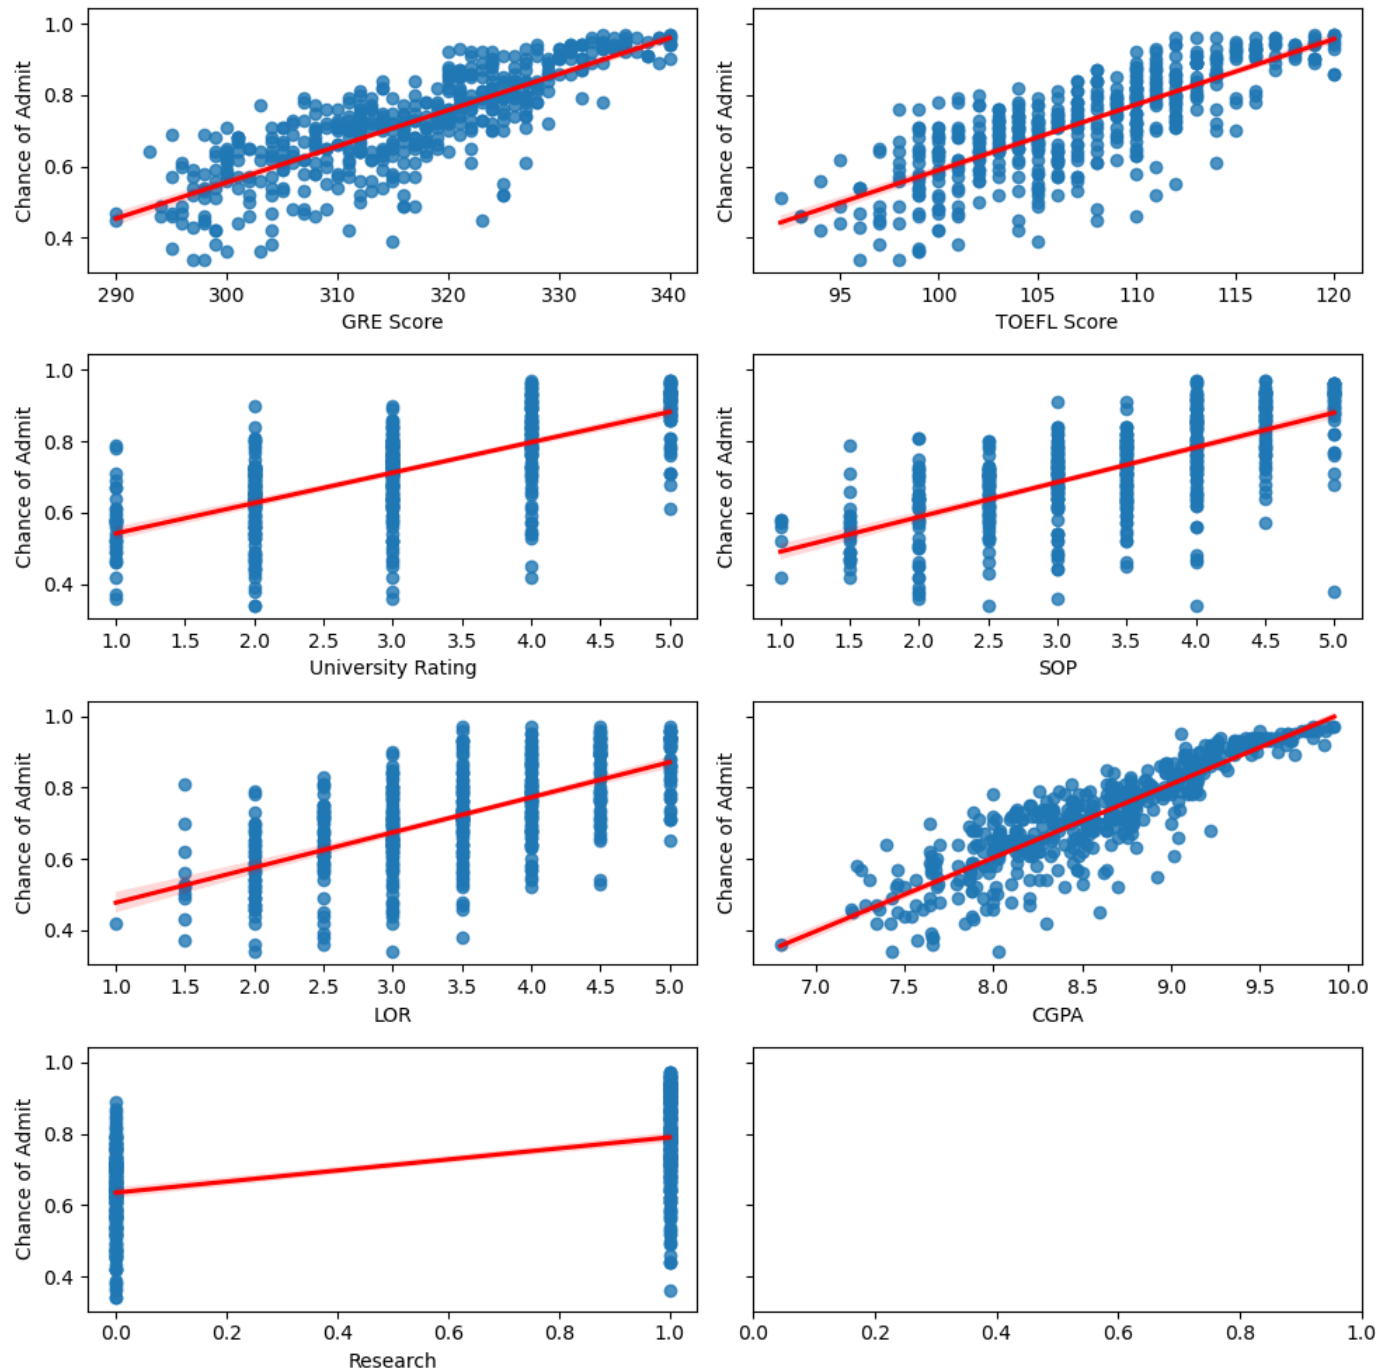 1.0
0.8
0.6
0.4
Chance of Admit
290 300 310 320 330 340
GRE Score
Chance of Admit
95 100 105 110 115 120
TOEFL Score
1.0
0.8
0.6
0.4
Chance of Admit
1.0 1.5 2.0 2.5 3.0 3.5 4.0 4.5 5.0
University Rating
Chance of Admit
1.0 1.5 2.0 2.5 3.0 3.5 4.0 4.5 5.0
SOP
1.0
0.8
0.6
0.4
Chance of Admit
1.0 1.5 2.0 2.5 3.0 3.5 4.0 4.5 5.0
LOR
Chance of Admit
7.0 7.5 8.0 8.5 9.0 9.5 10.0
CGPA
1.0
0.8
0.6
0.4
Chance of Admit
0.0 0.2 0.4 0.6 0.8 1.0
Research
0.0 0.2 0.4 0.6 0.8 1.0